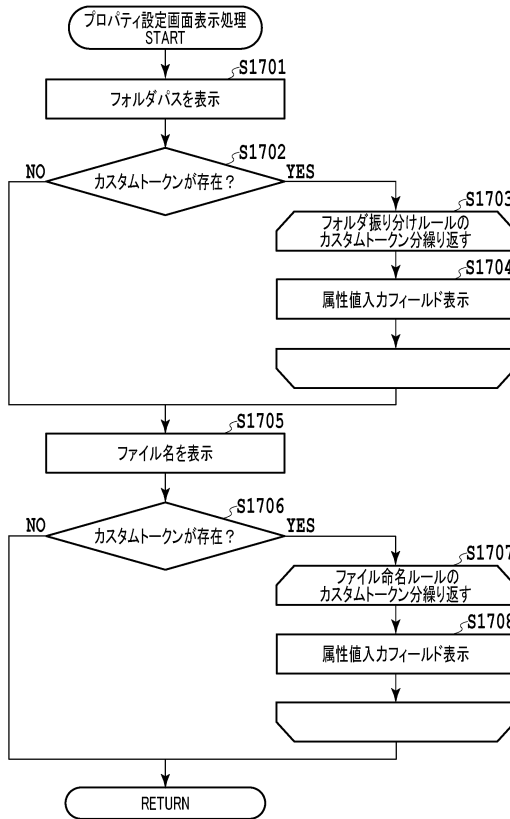 プロパティ設定画面表示処理
START
S1701
フォルダパスを表示
S1702
カスタムトークンが存在？
NO
YES
S1703
フォルダ振り分けルールの
カスタムトークン分繰り返す
S1704
属性値入力フィールド表示
S1705
ファイル名を表示
S1706
カスタムトークンが存在？
NO
YES
S1707
ファイル命名ルールの
カスタムトークン分繰り返す
S1708
属性値入力フィールド表示
RETURN